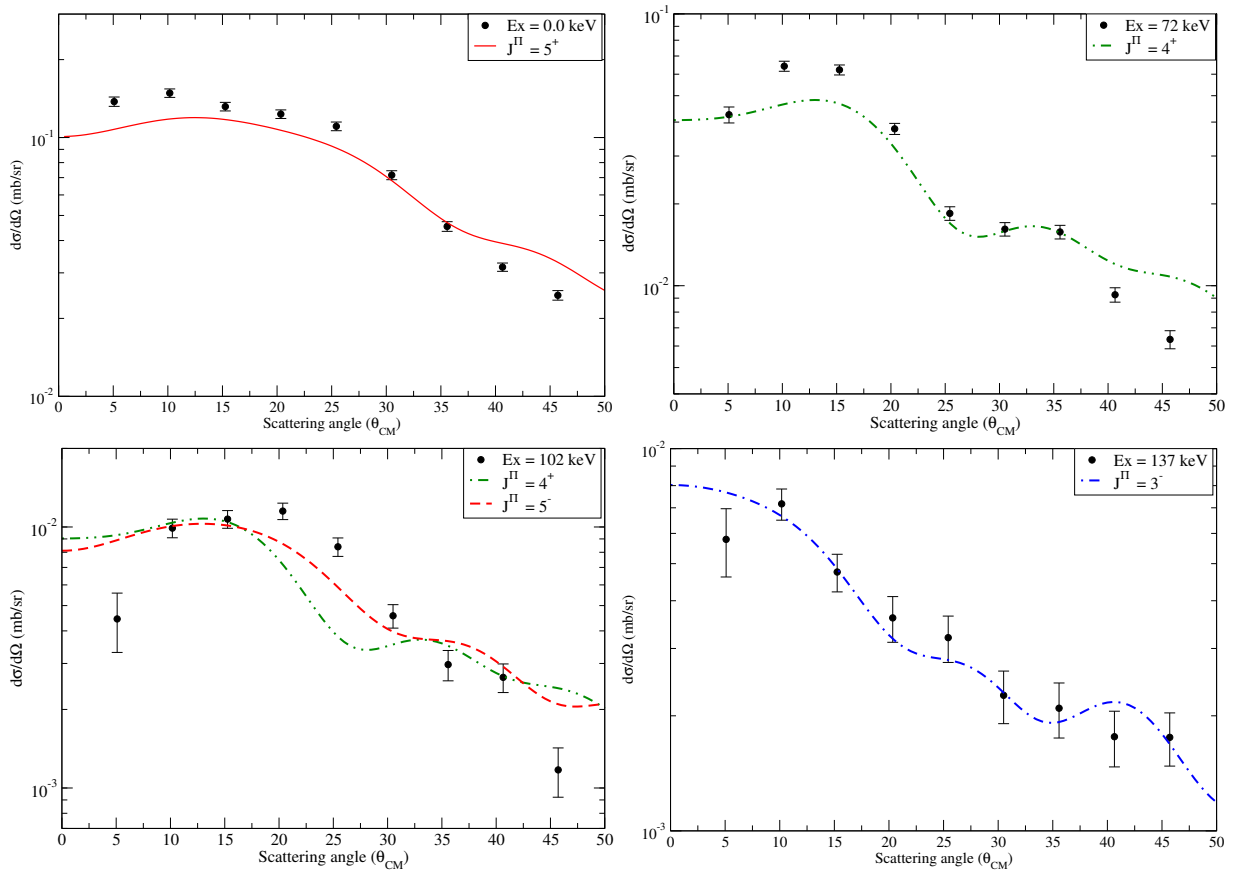 Ex = 0.0 keV
J^Π = 5^+
dσ/dΩ (mb/sr)
10^-1
10^-2
0 5 10 15 20 25 30 35 40 45 50
Scattering angle (θ_CM)
Ex = 72 keV
J^Π = 4^+
dσ/dΩ (mb/sr)
10^-1
10^-2
0 5 10 15 20 25 30 35 40 45 50
Scattering angle (θ_CM)
Ex = 102 keV
J^Π = 4^+
J^Π = 5^-
dσ/dΩ (mb/sr)
10^-2
10^-3
0 5 10 15 20 25 30 35 40 45 50
Scattering angle (θ_CM)
Ex = 137 keV
J^Π = 3^-
dσ/dΩ (mb/sr)
10^-2
10^-3
0 5 10 15 20 25 30 35 40 45 50
Scattering angle (θ_CM)